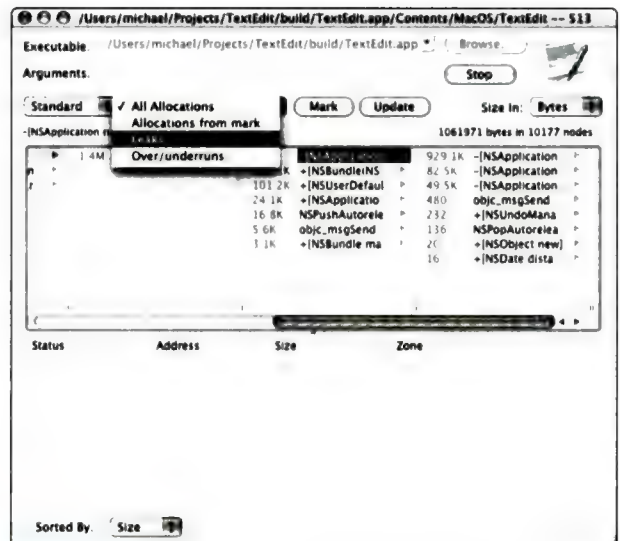 /Users/michael/Projects/TextEdit/build/TextEdit.app/Contents/MacOS/TextEdit -- 513
Executable. /Users/michael/Projects/TextEdit/build/TextEdit.app Browse.
Arguments. Stop
Standard ✓ All Allocations Mark Update Size In: Bytes
Allocations from mark
Leaks
Over/underruns
-[NSApplication 1061971 bytes in 10177 nodes
1.4M -[NSApplication 929.1K -[NSApplication
n K +[NSBundle(NS 82.5K -[NSApplication
r 101.2K +[NSUserDefaul 49.5K -[NSApplication
24.1K +[NSApplicatio 480 objc_msgSend
16.8K NSPushAutorele 232 +[NSUndoMana
5.6K objc_msgSend 136 NSPopAutorelea
3.1K +[NSBundle ma 20 +[NSObject new]
16 +[NSDate dista
Status Address Size Zone
Sorted By. Size